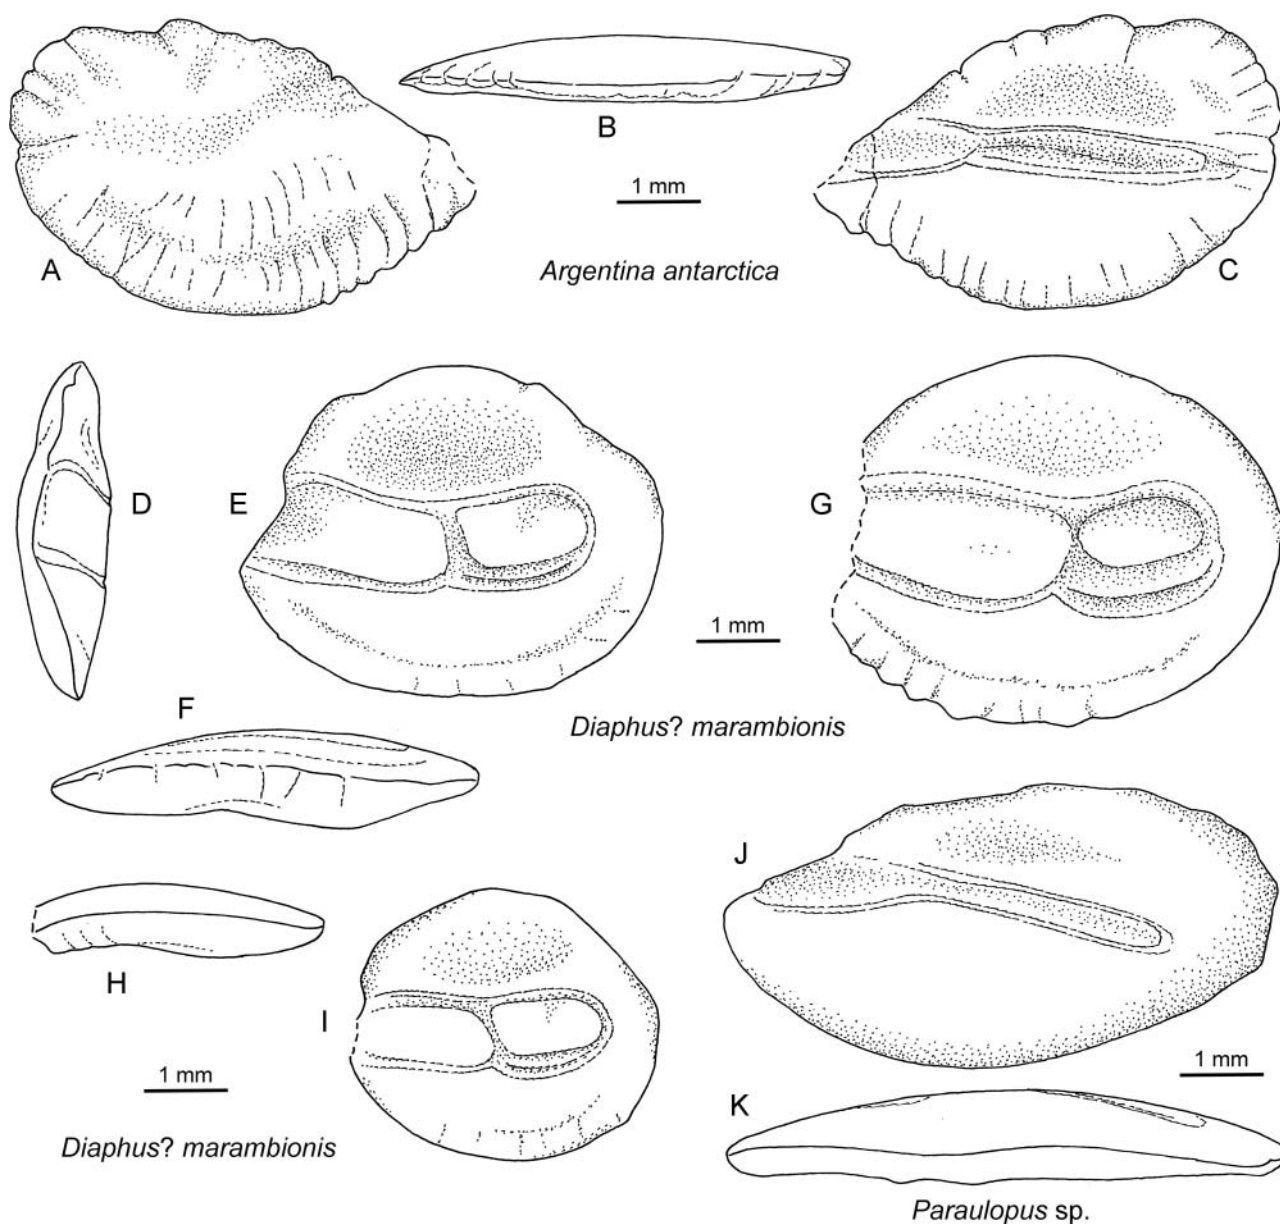 A
B
C
1 mm
Argentina antarctica
D
E
G
1 mm
F
Diaphus? marambionis
H
I
J
1 mm
1 mm
K
Diaphus? marambionis
Paraulopus sp.